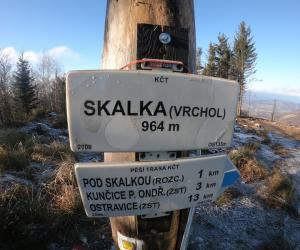 KČT
SKALKA (VRCHOL)
964 m
PĚŠÍ TRASA KČT
POD SKALKOU (ROZC.) 1 km
KUNČICE P. ONDŘ. (ŽST) 3 km
OSTRAVICE (ŽST) 13 km